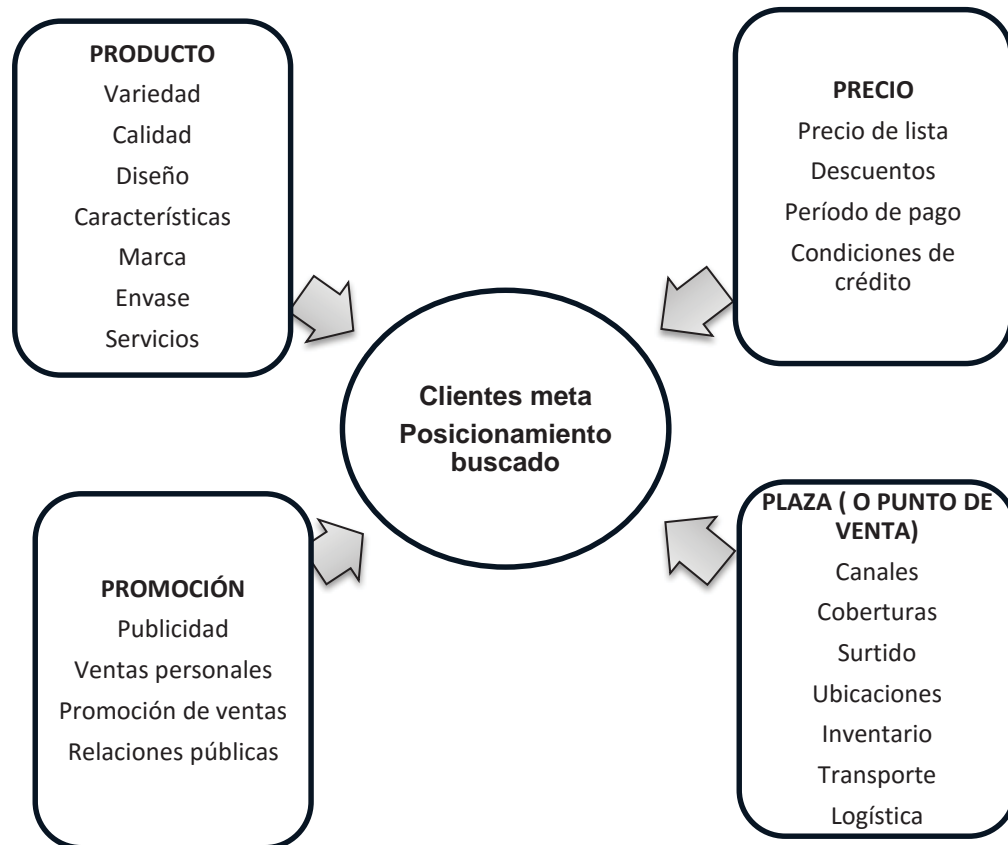 PRODUCTO
Variedad
Calidad
Diseño
Característícas
Marca
Envase
Servicios
PRECIO
Precio de lista
Descuentos
Período de pago
Condiciones de
crédito
Clientes meta
Posicionamiento
buscado
PROMOCIÓN
Publicidad
Ventas personales
Promoción de ventas
Relaciones públicas
PLAZA ( O PUNTO DE
VENTA)
Canales
Coberturas
Surtido
Ubicaciones
Inventario
Transporte
Logística